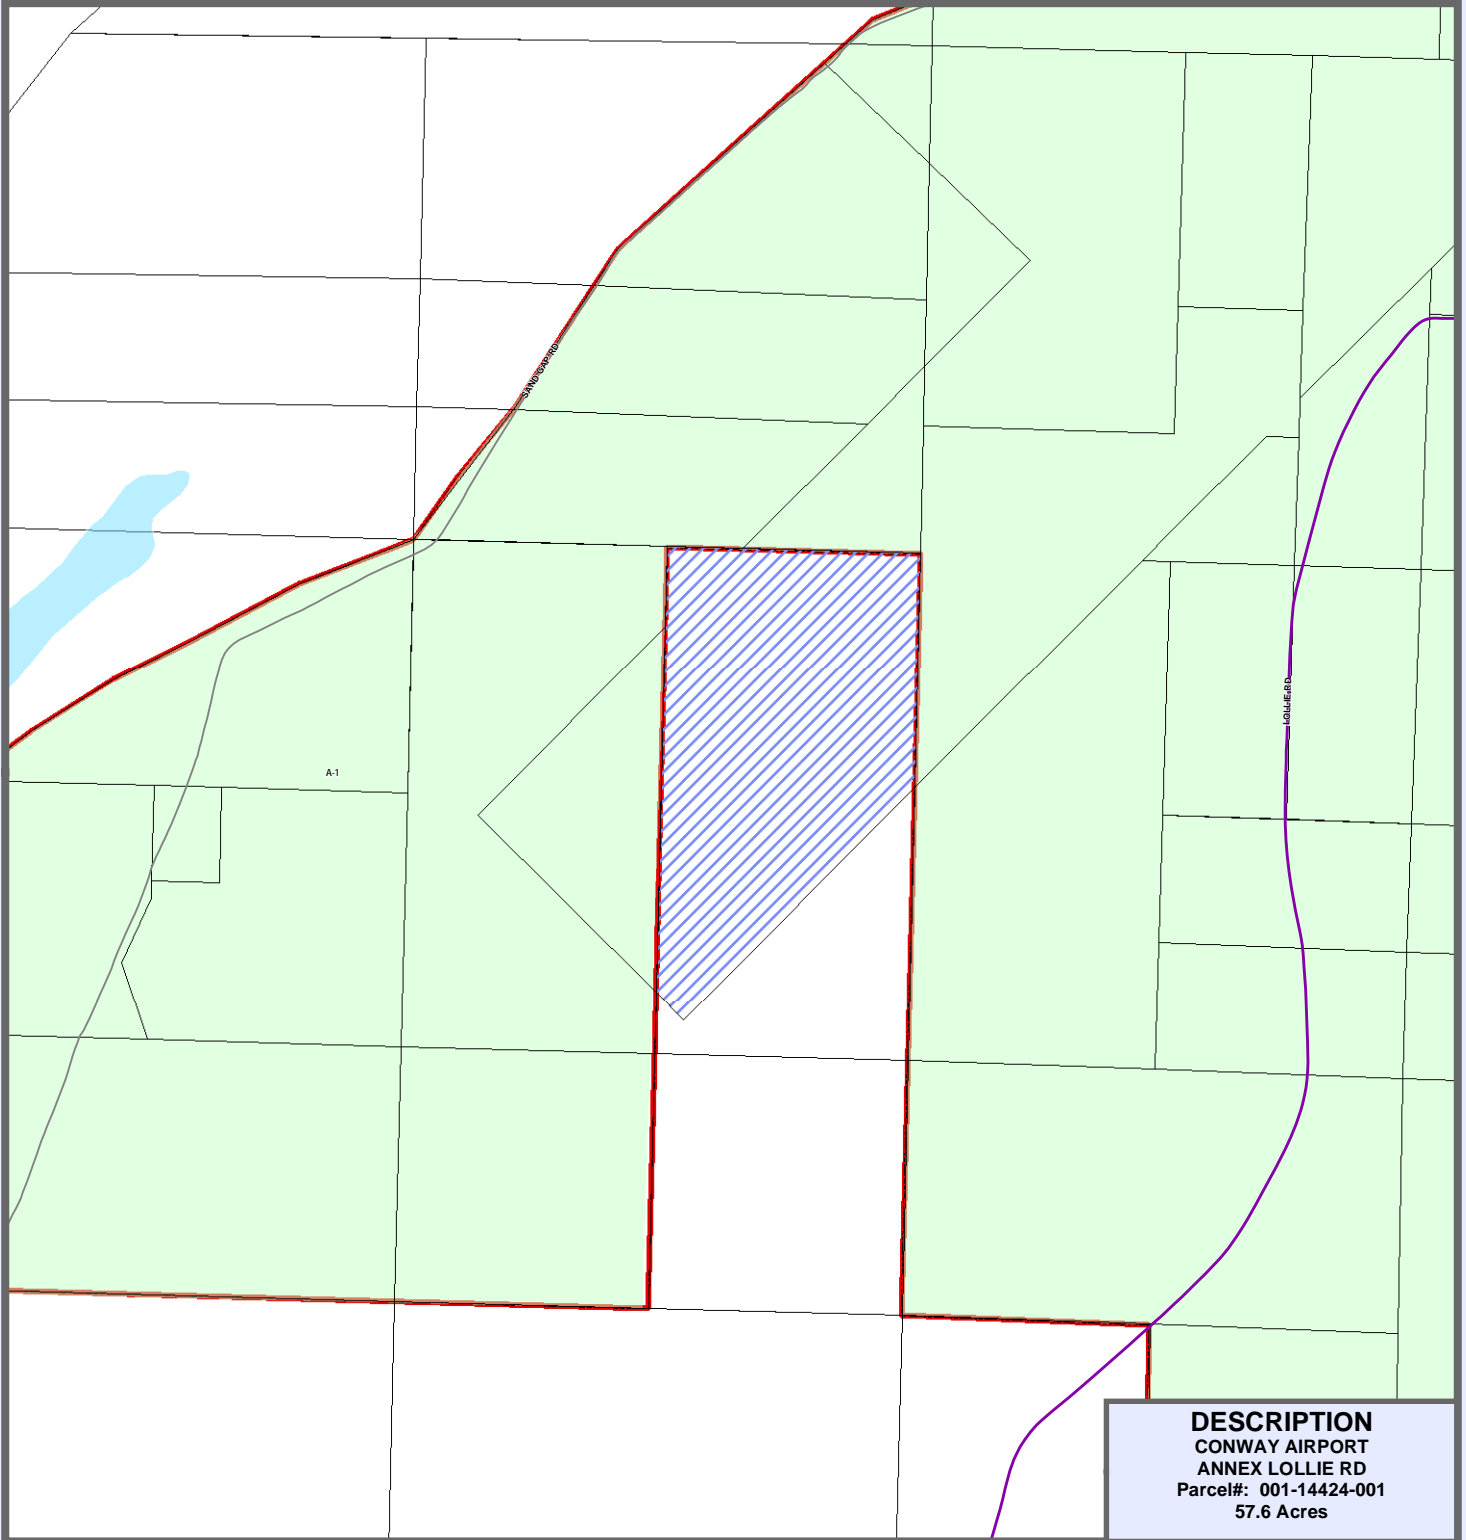 SAND GAP RD
LOLLIE RD
A-1
DESCRIPTION
CONWAY AIRPORT
ANNEX LOLLIE RD
Parcel#: 001-14424-001
57.6 Acres